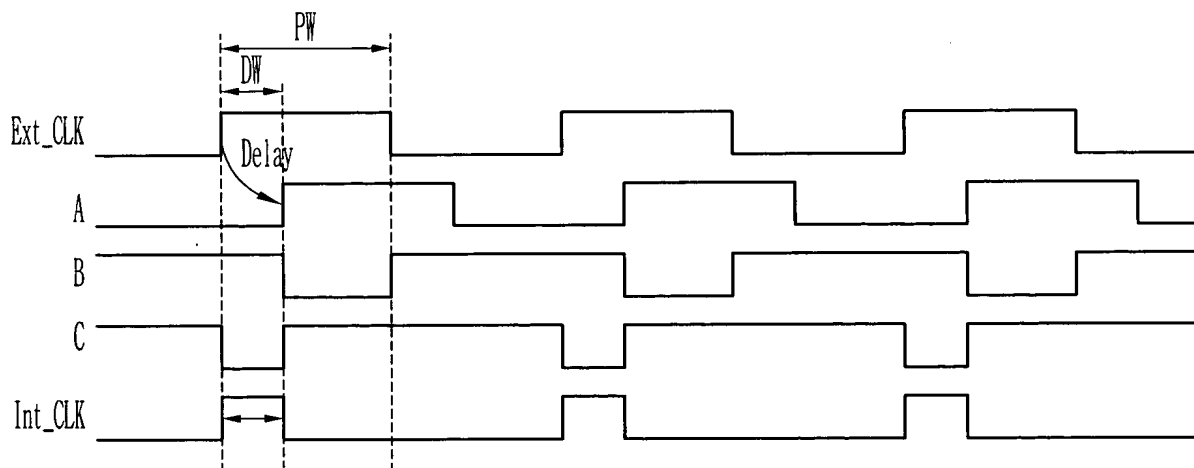 PW
DW
Ext_CLK
Delay
A
B
C
Int_CLK